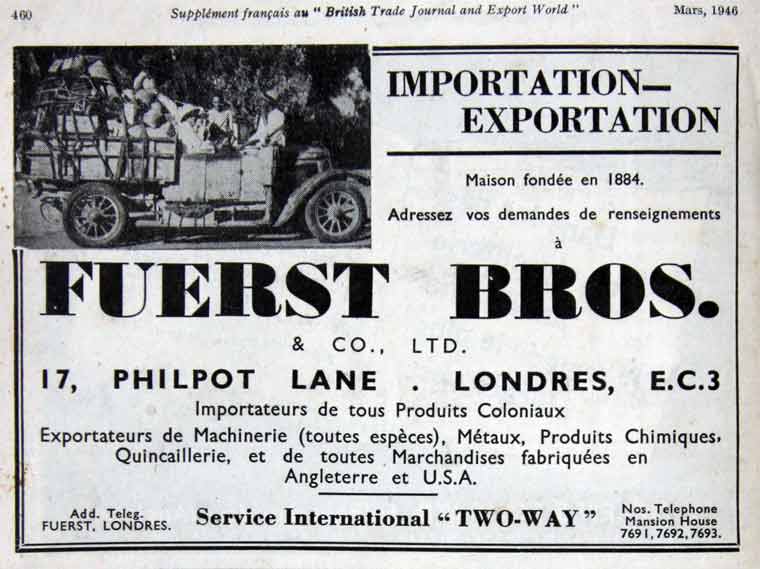 460 Supplément français au "British Trade Journal and Export World" Mars, 1946
IMPORTATION—
EXPORTATION
Maison fondée en 1884.
Adressez vos demandes de renseignements
à
FUERST BROS.
& CO., LTD.
17, PHILPOT LANE . LONDRES, E.C.3
Importateurs de tous Produits Coloniaux
Exportateurs de Machinerie (toutes espèces), Métaux, Produits Chimiques,
Quincaillerie, et de toutes Marchandises fabriquées en
Angleterre et U.S.A.
Add. Teleg.
FUERST, LONDRES.
Service International "TWO-WAY"
Nos. Telephone
Mansion House
7691, 7692, 7693.